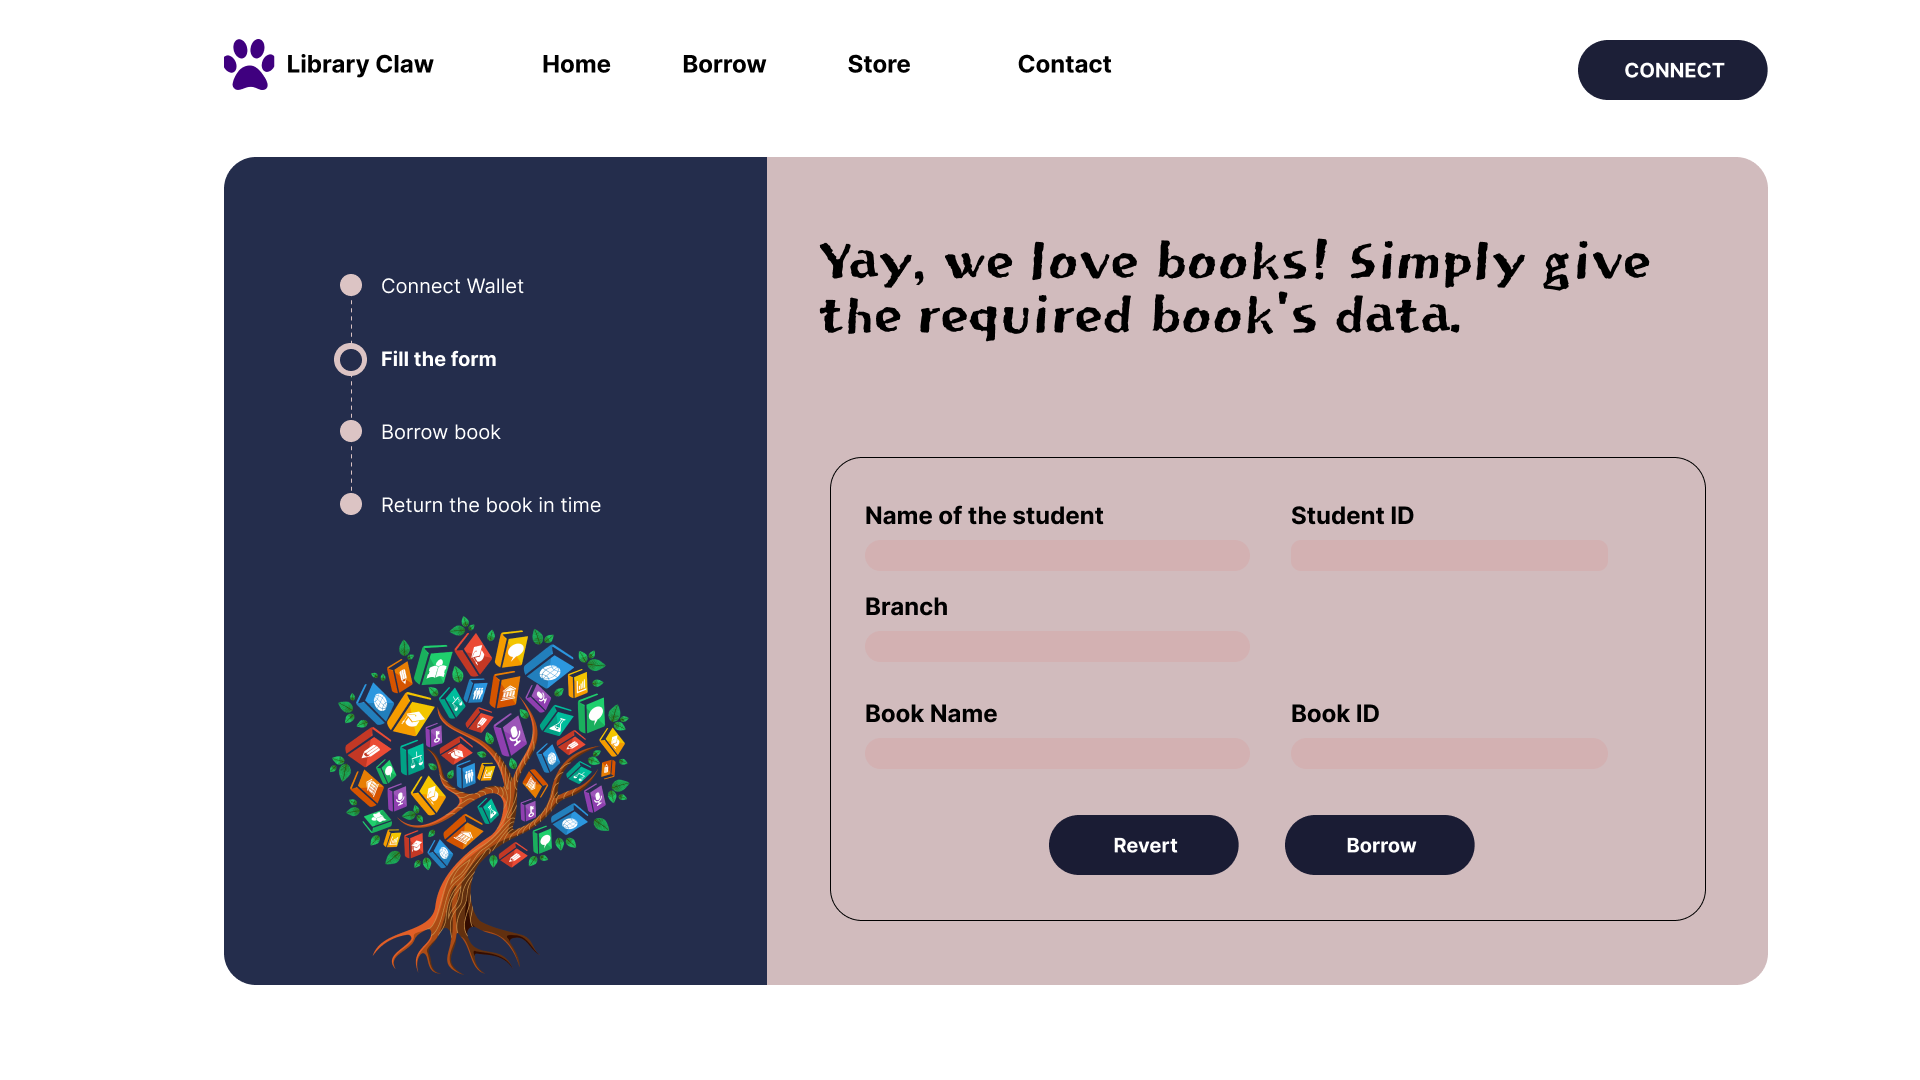 Library Claw
Home
Borrow
Store
Contact
CONNECT
Connect Wallet
Fill the form
Borrow book
Return the book in time
Yay, we love books! Simply give
the required book's data.
Name of the student
Student ID
Branch
Book Name
Book ID
Revert
Borrow